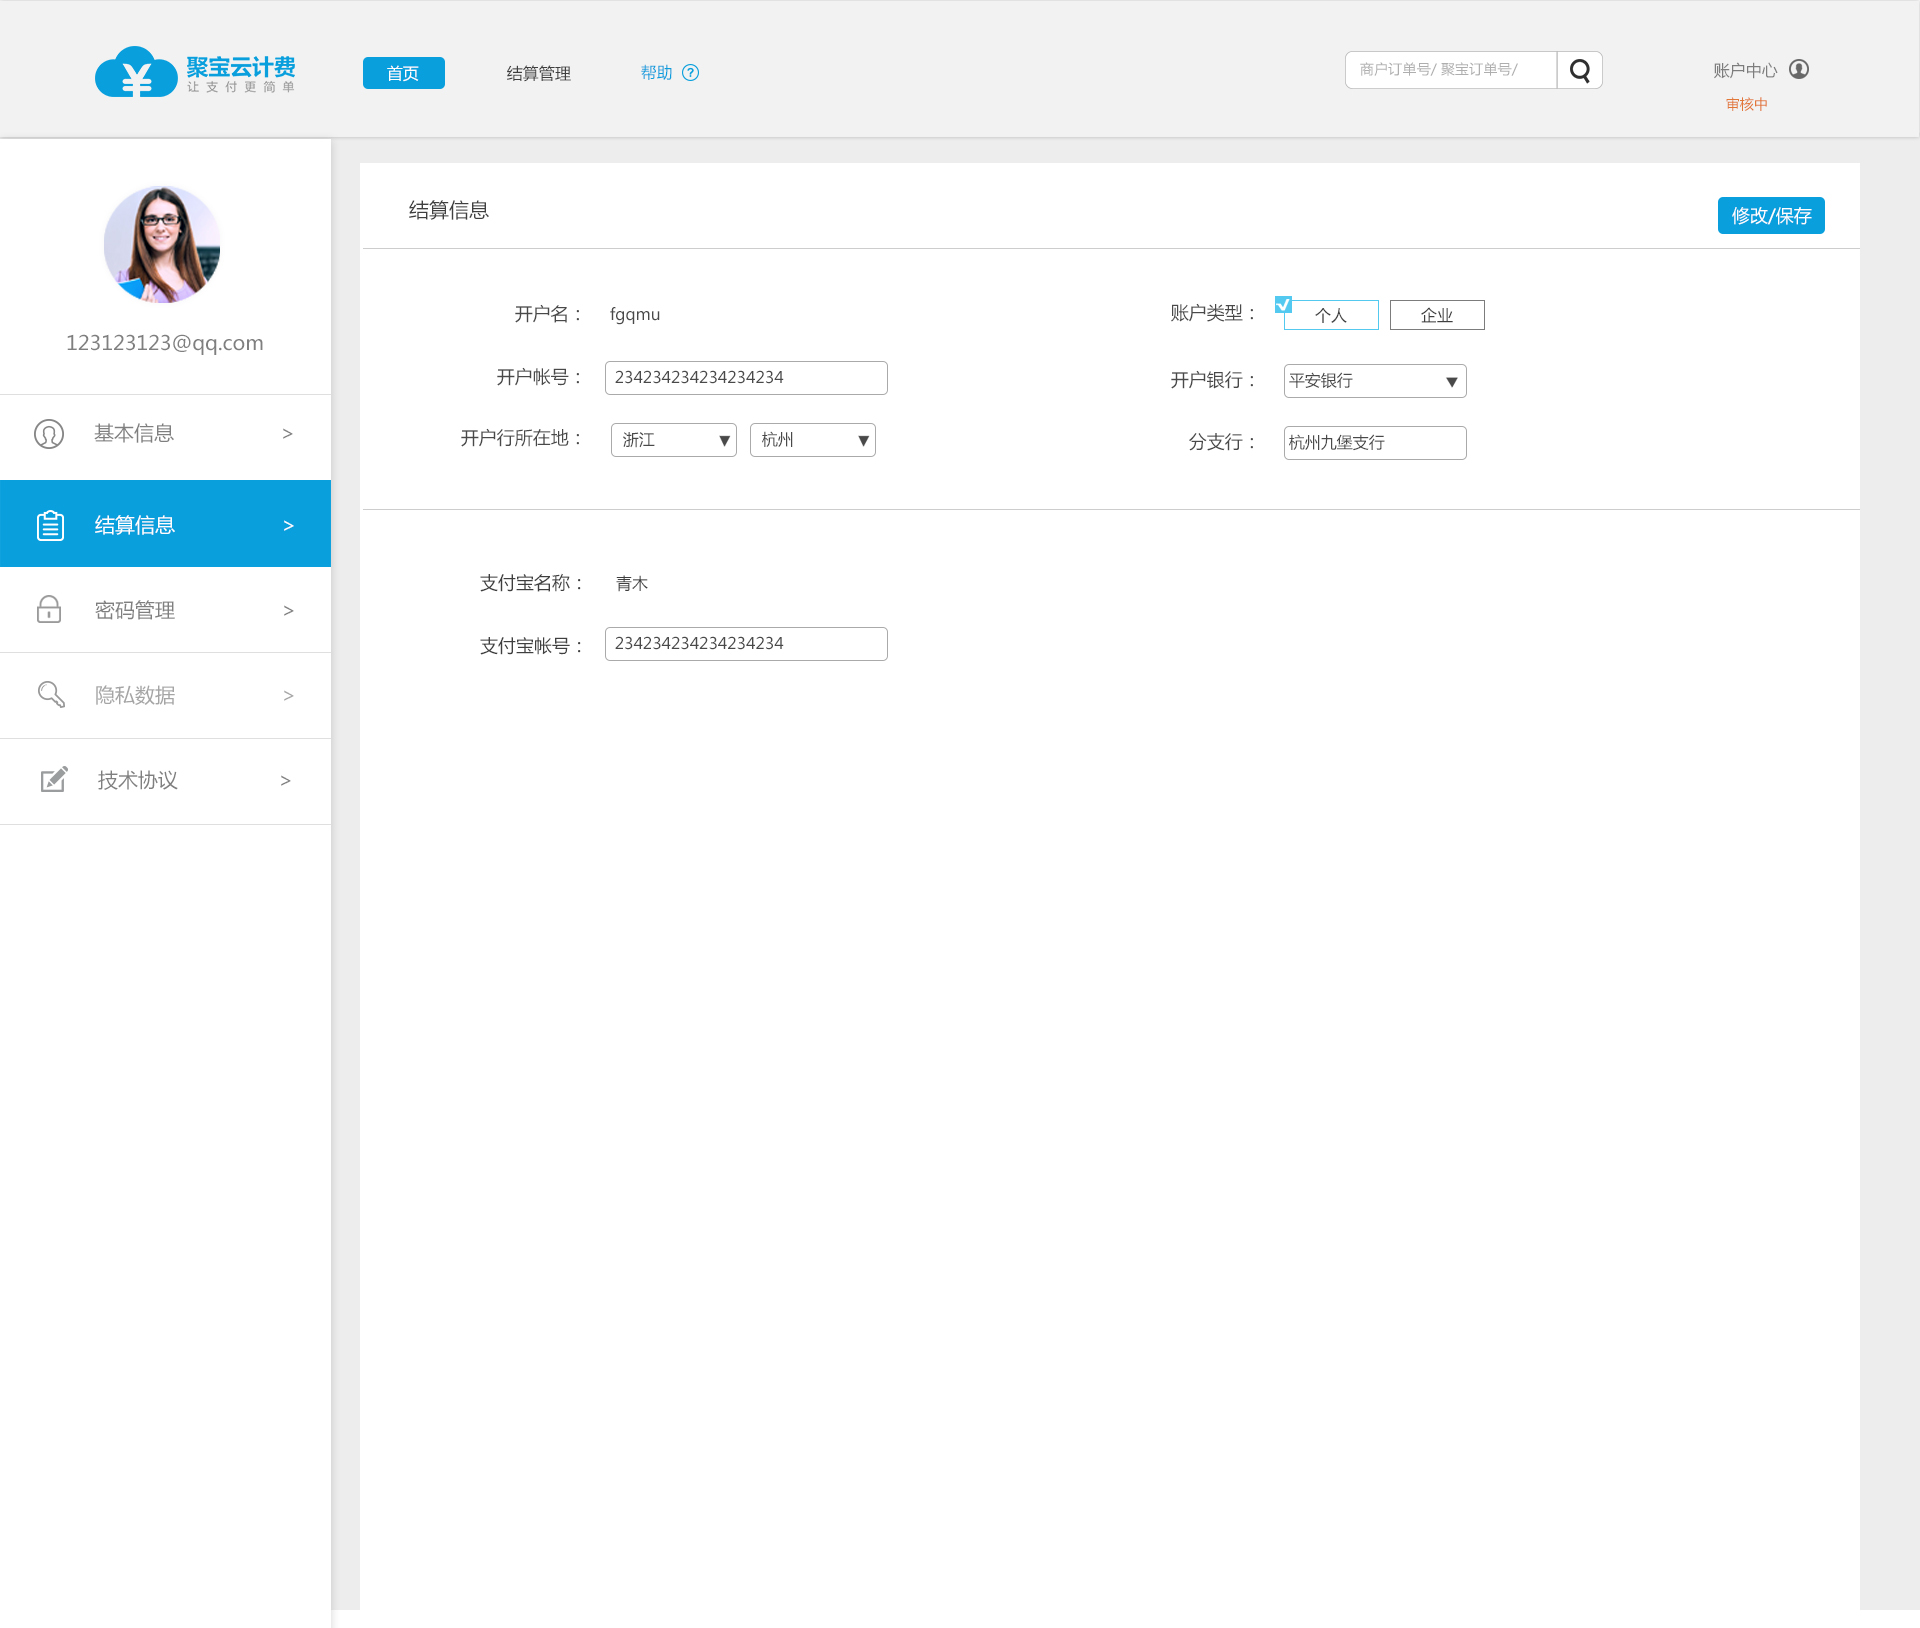 聚宝云计费
让支付更简单
首页
结算管理
帮助 ?
商户订单号/ 聚宝订单号/
账户中心
审核中
123123123@qq.com
基本信息 >
结算信息 >
密码管理 >
隐私数据 >
技术协议 >
结算信息
修改/保存
开户名： fgqmu
账户类型： 个人 企业
开户帐号： 234234234234234234
开户银行： 平安银行 ▼
开户行所在地： 浙江 ▼ 杭州 ▼
分支行： 杭州九堡支行
支付宝名称： 青木
支付宝帐号： 234234234234234234